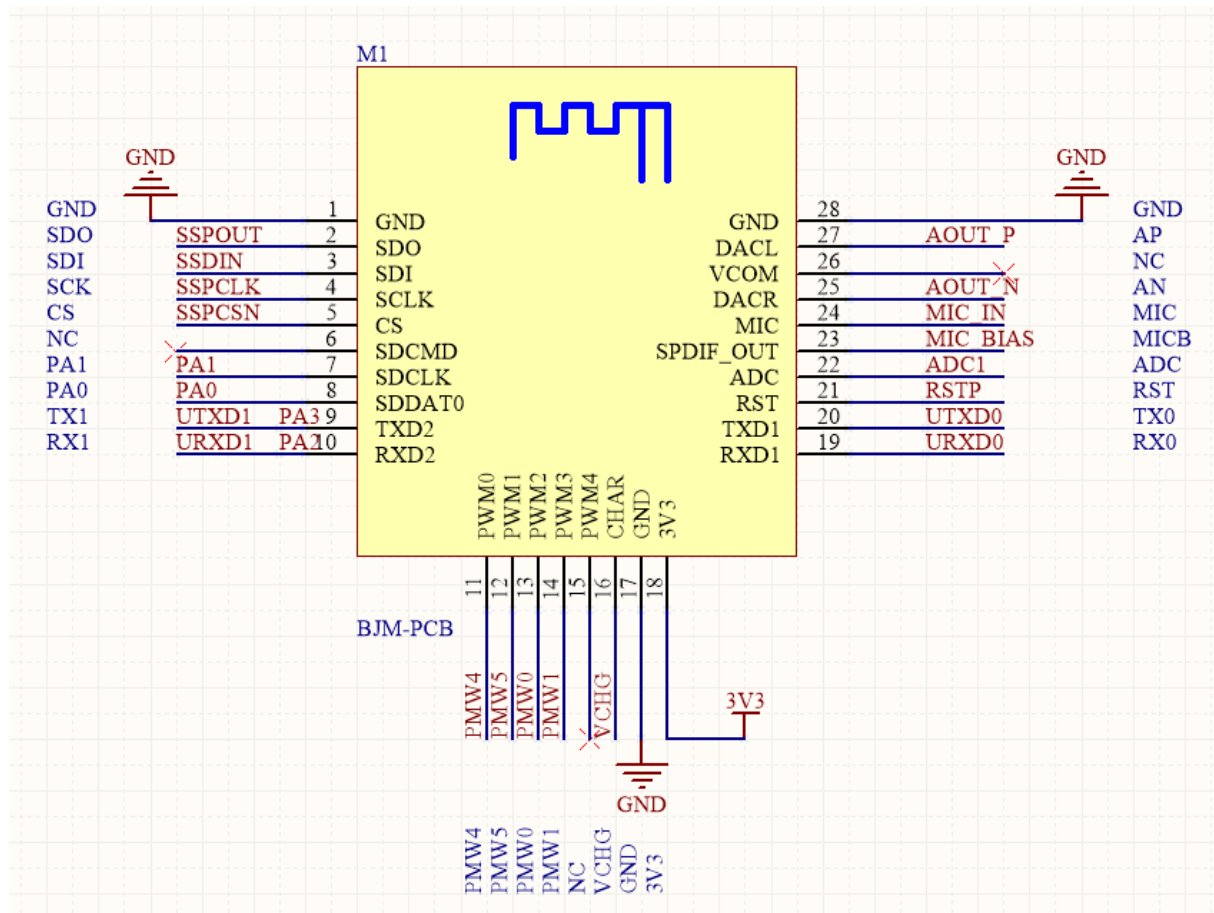 M1
GND
GND
GND 1 GND GND 28 GND
SDO SSPOUT 2 SDO DACL 27 AOUT_P AP
SDI SSDIN 3 SDI VCOM 26 NC
SCK SSPCLK 4 SCLK DACR 25 AOUT_N AN
CS SSPCSN 5 CS MIC 24 MIC_IN MIC
NC 6 SDCMD SPDIF_OUT 23 MIC_BIAS MICB
PA1 PA1 7 SDCLK ADC 22 ADC1 ADC
PA0 PA0 8 SDDAT0 RST 21 RSTP RST
TX1 UTXD1 PA3 9 TXD2 TXD1 20 UTXD0 TX0
RX1 URXD1 PA2 10 RXD2 RXD1 19 URXD0 RX0
PWM0 PWM1 PWM2 PWM3 PWM4 CHAR GND 3V3
11 12 13 14 15 16 17 18
BJM-PCB
PMW4 PMW5 PMW0 PMW1 VCHG
3V3
GND
PMW4 PMW5 PMW0 PMW1 NC VCHG GND 3V3